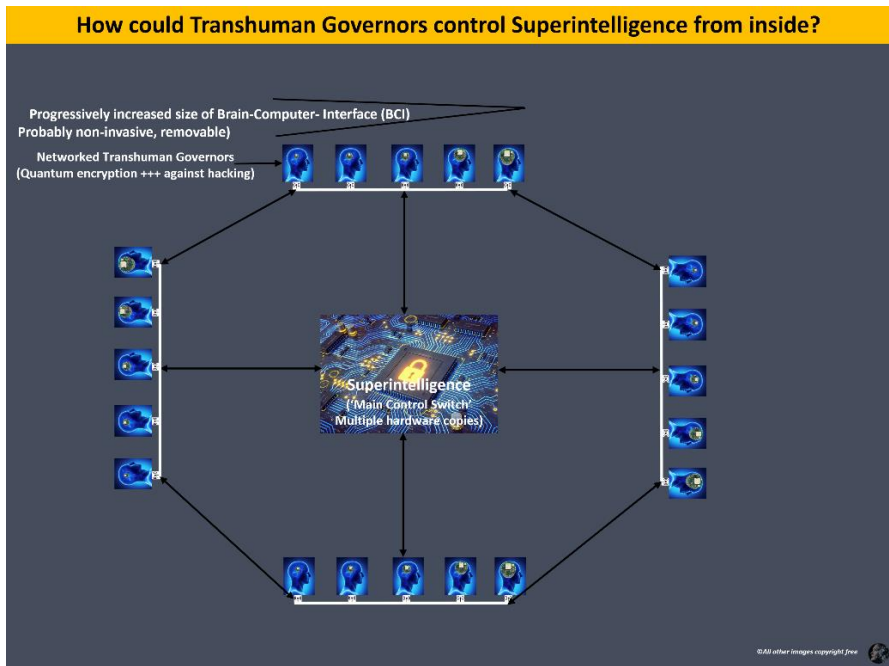 How could Transhuman Governors control Superintelligence from inside?
Progressively increased size of Brain-Computer- Interface (BCI)
Probably non-invasive, removable)
Networked Transhuman Governors
(Quantum encryption +++ against hacking)
Superintelligence
('Main Control Switch'
Multiple hardware copies)
©All other images copyright free